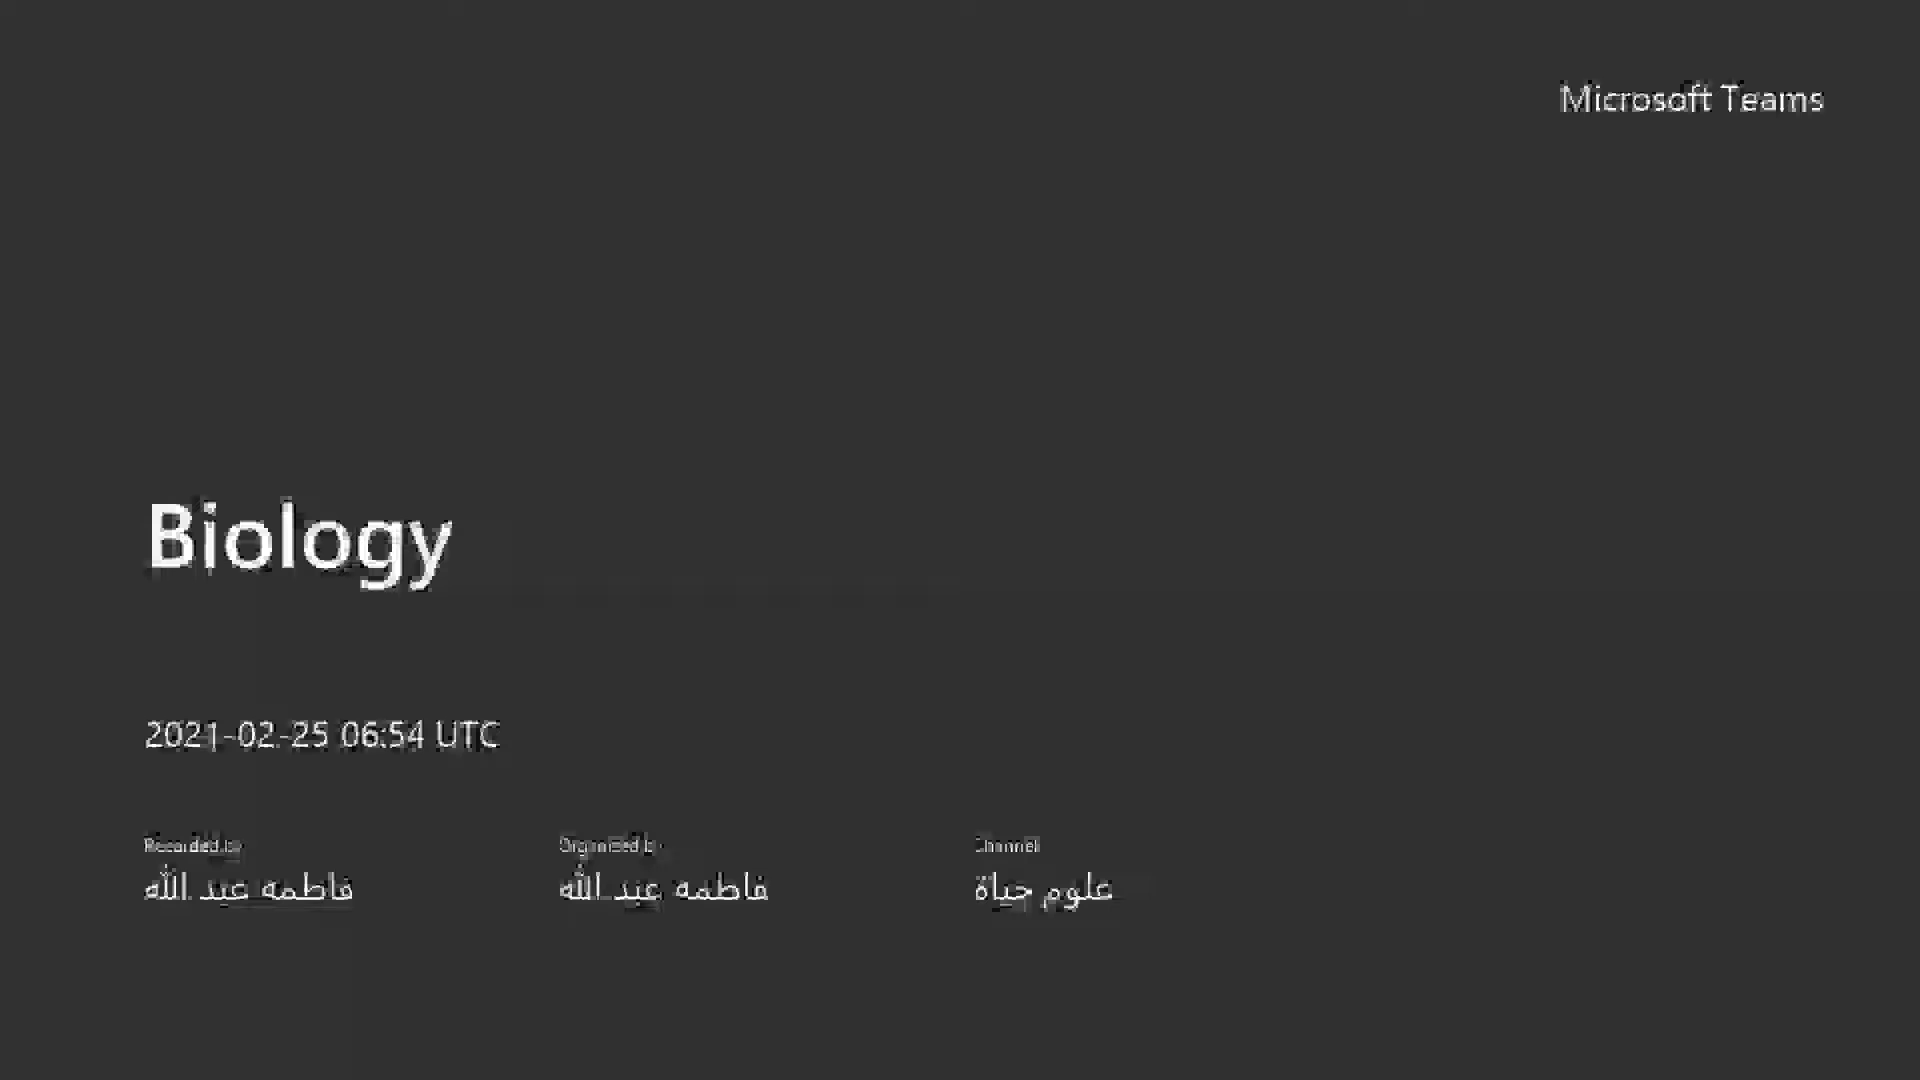 Microsoft Teams
Biology
2021-02-25 06:54 UTC
Recorded by
Organized by
Channel
فاطمه عبد الله
فاطمه عبد الله
علوم حياة